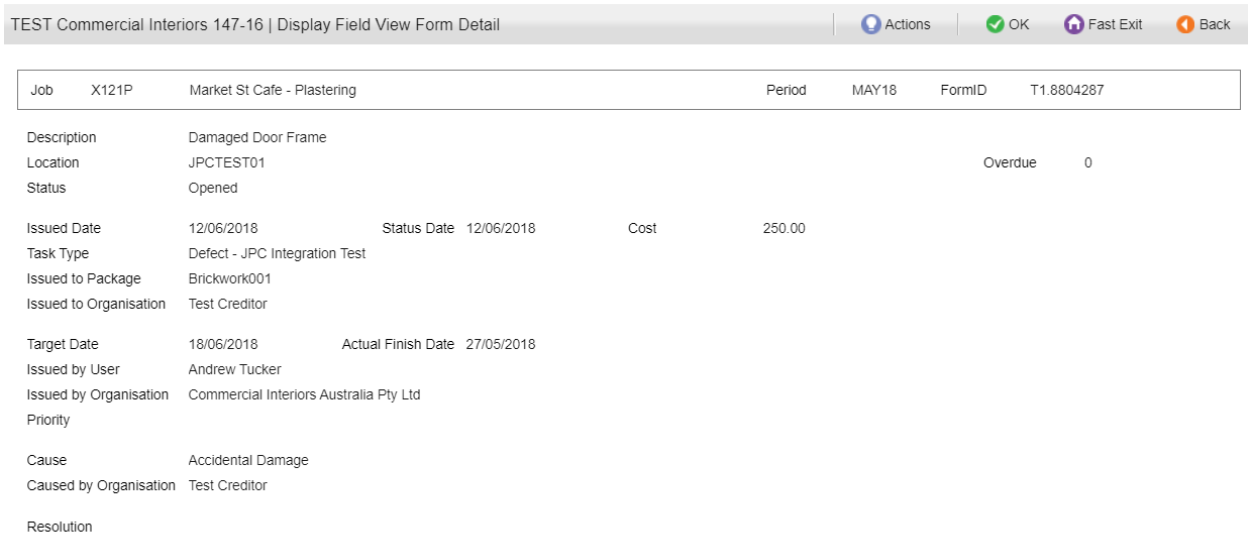 TEST Commercial Interiors 147-16 | Display Field View Form Detail Actions OK Fast Exit Back
Job X121P Market St Cafe - Plastering Period MAY18 FormID T1.8804287
Description Damaged Door Frame
Location JPCTEST01 Overdue 0
Status Opened
Issued Date 12/06/2018 Status Date 12/06/2018 Cost 250.00
Task Type Defect - JPC Integration Test
Issued to Package Brickwork001
Issued to Organisation Test Creditor
Target Date 18/06/2018 Actual Finish Date 27/05/2018
Issued by User Andrew Tucker
Issued by Organisation Commercial Interiors Australia Pty Ltd
Priority
Cause Accidental Damage
Caused by Organisation Test Creditor
Resolution